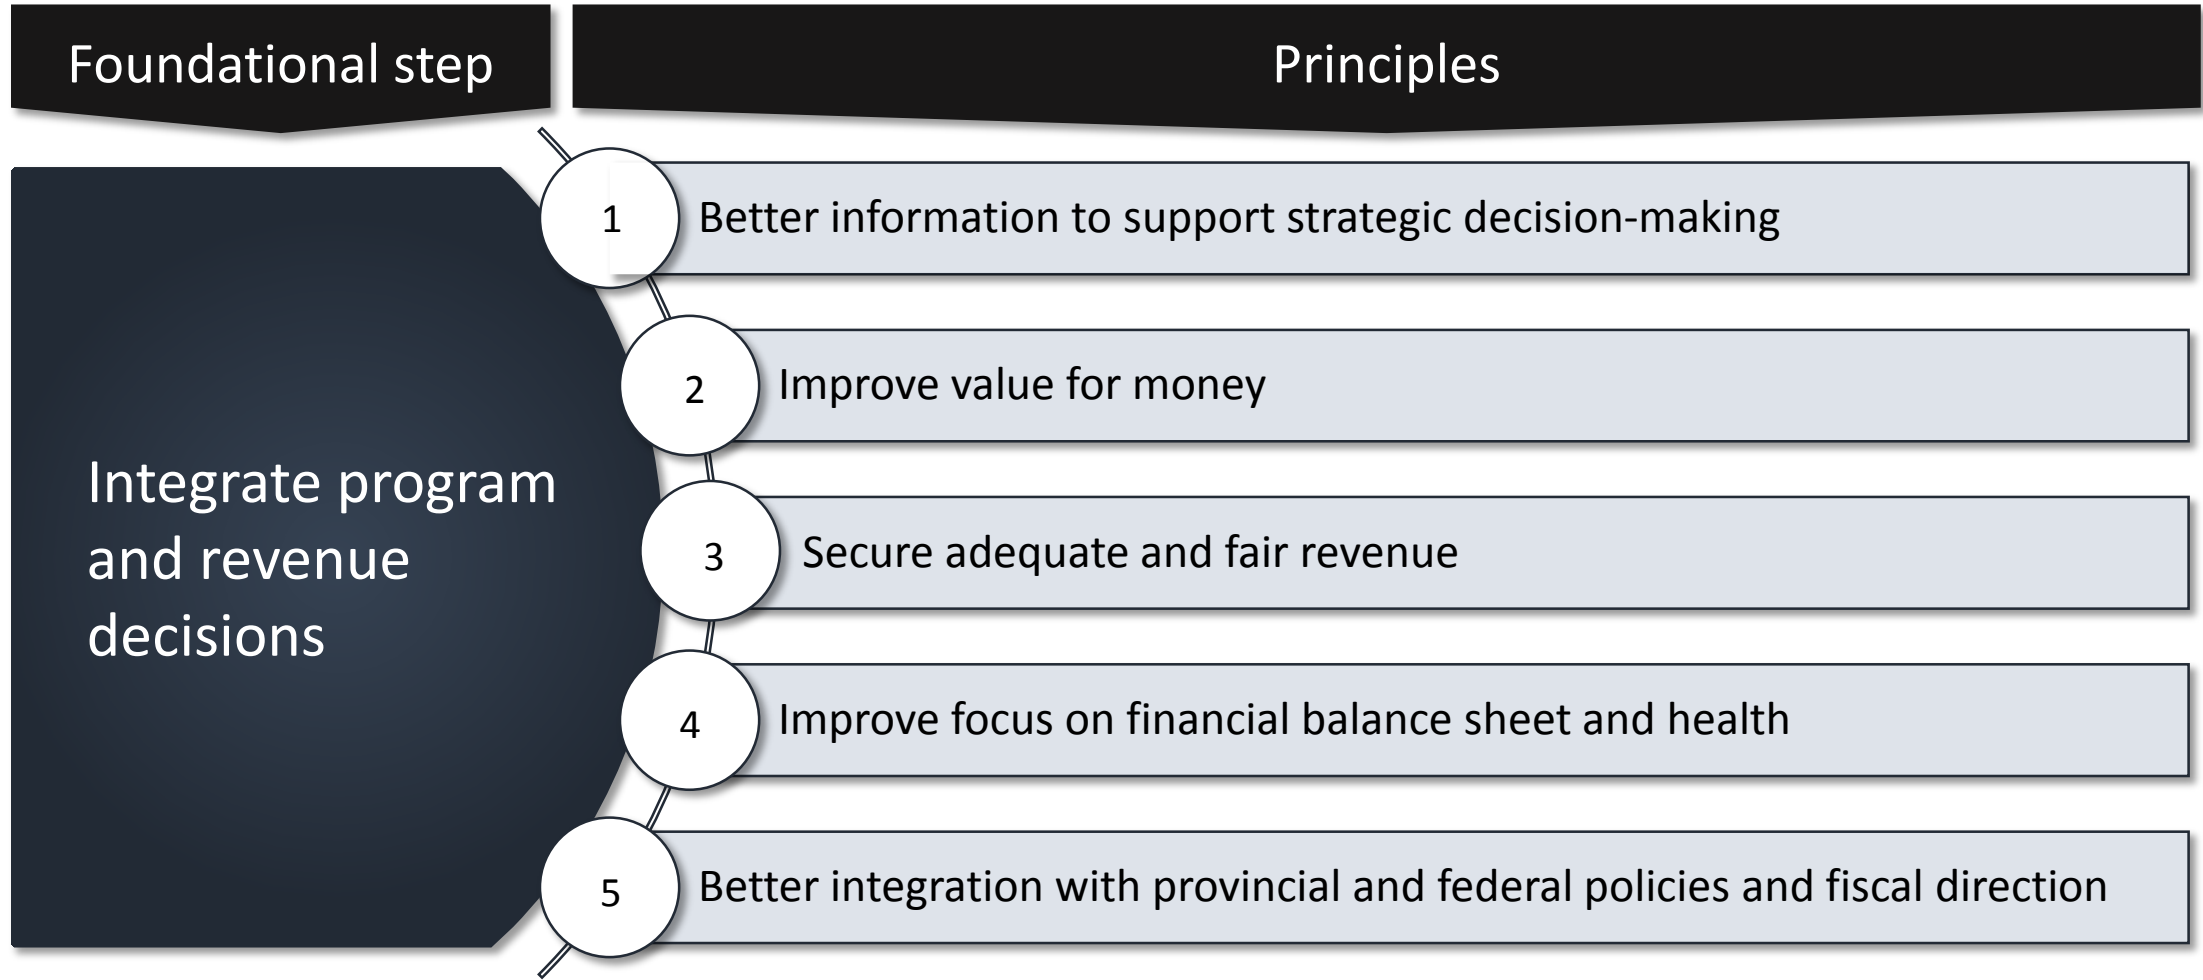 Foundational step
Principles
Integrate program
and revenue
decisions
1
Better information to support strategic decision-making
2
Improve value for money
3
Secure adequate and fair revenue
4
Improve focus on financial balance sheet and health
5
Better integration with provincial and federal policies and fiscal direction